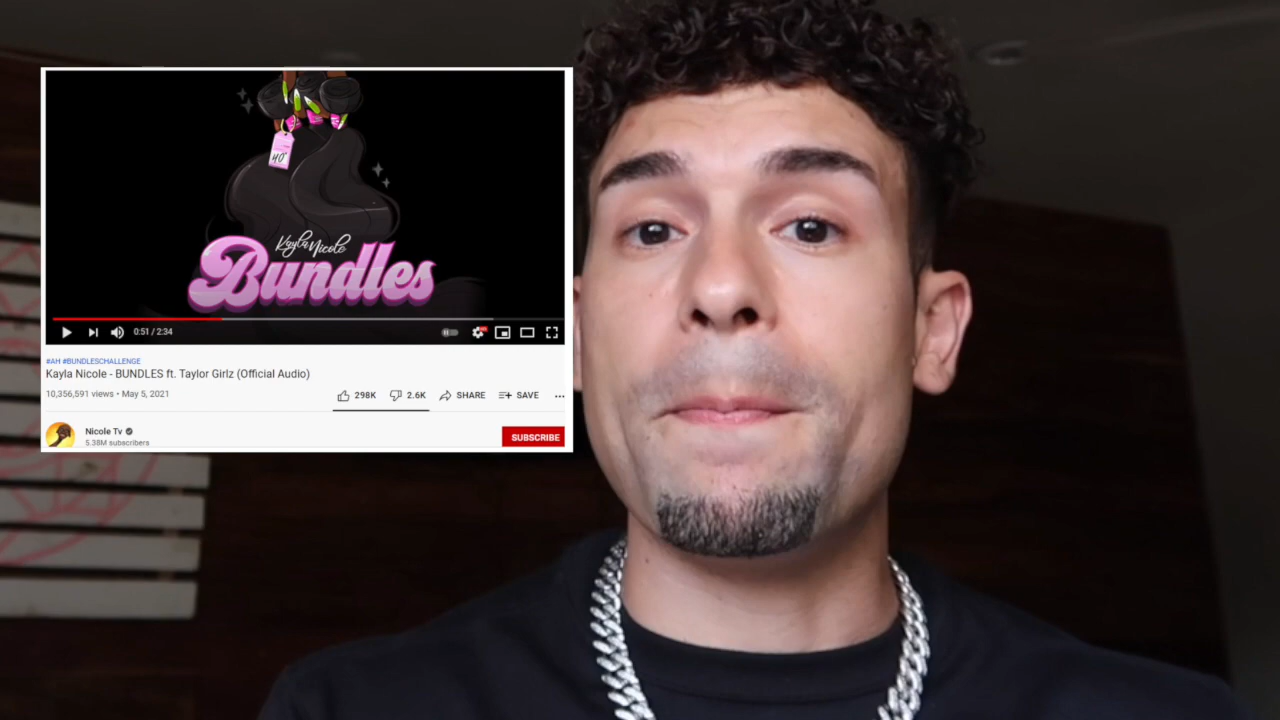 40"
Kayla Nicole
Bundles
0:51 / 2:34
#AH #BUNDLESCHALLENGE
Kayla Nicole - BUNDLES ft. Taylor Girlz (Official Audio)
10,356,591 views • May 5, 2021
298K 2.6K SHARE SAVE ...
Nicole Tv
5.38M subscribers
SUBSCRIBE